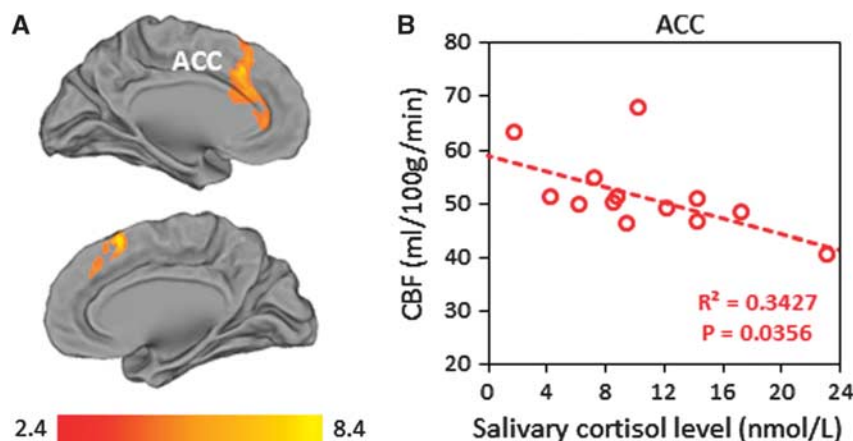 A
ACC
2.4 8.4
B
ACC
CBF (ml/100g/min)
80
70
60
50
40
30
20
R² = 0.3427
P = 0.0356
0 4 8 12 16 20 24
Salivary cortisol level (nmol/L)